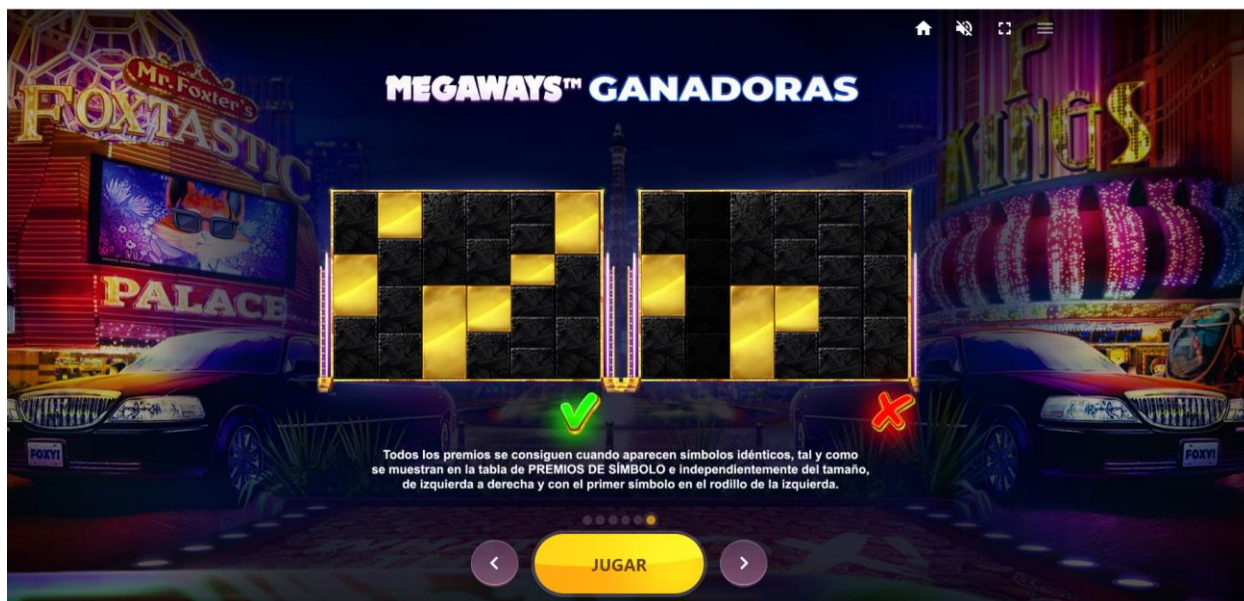 MEGAWAYS™ GANADORAS
Mr. Foxter's
FOXTASTIC
PALACE
F
KINGS
FOXY!
FOXY!
Todos los premios se consiguen cuando aparecen símbolos idénticos, tal y como
se muestran en la tabla de PREMIOS DE SÍMBOLO e independientemente del tamaño,
de izquierda a derecha y con el primer símbolo en el rodillo de la izquierda.
JUGAR